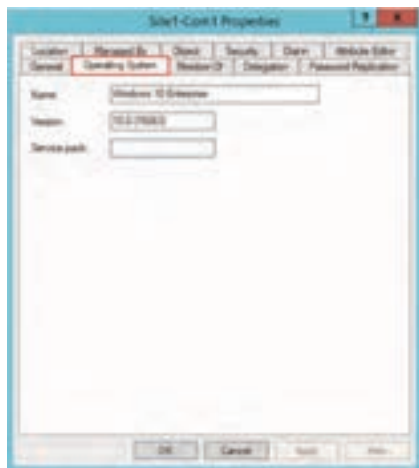 Site1-Com1 Properties
Location Managed By Object Security Dial-in Attribute Editor
General Operating System Member Of Delegation Password Replication
Name: Windows 10 Enterprise
Version:
Service pack:
OK Cancel Apply Help